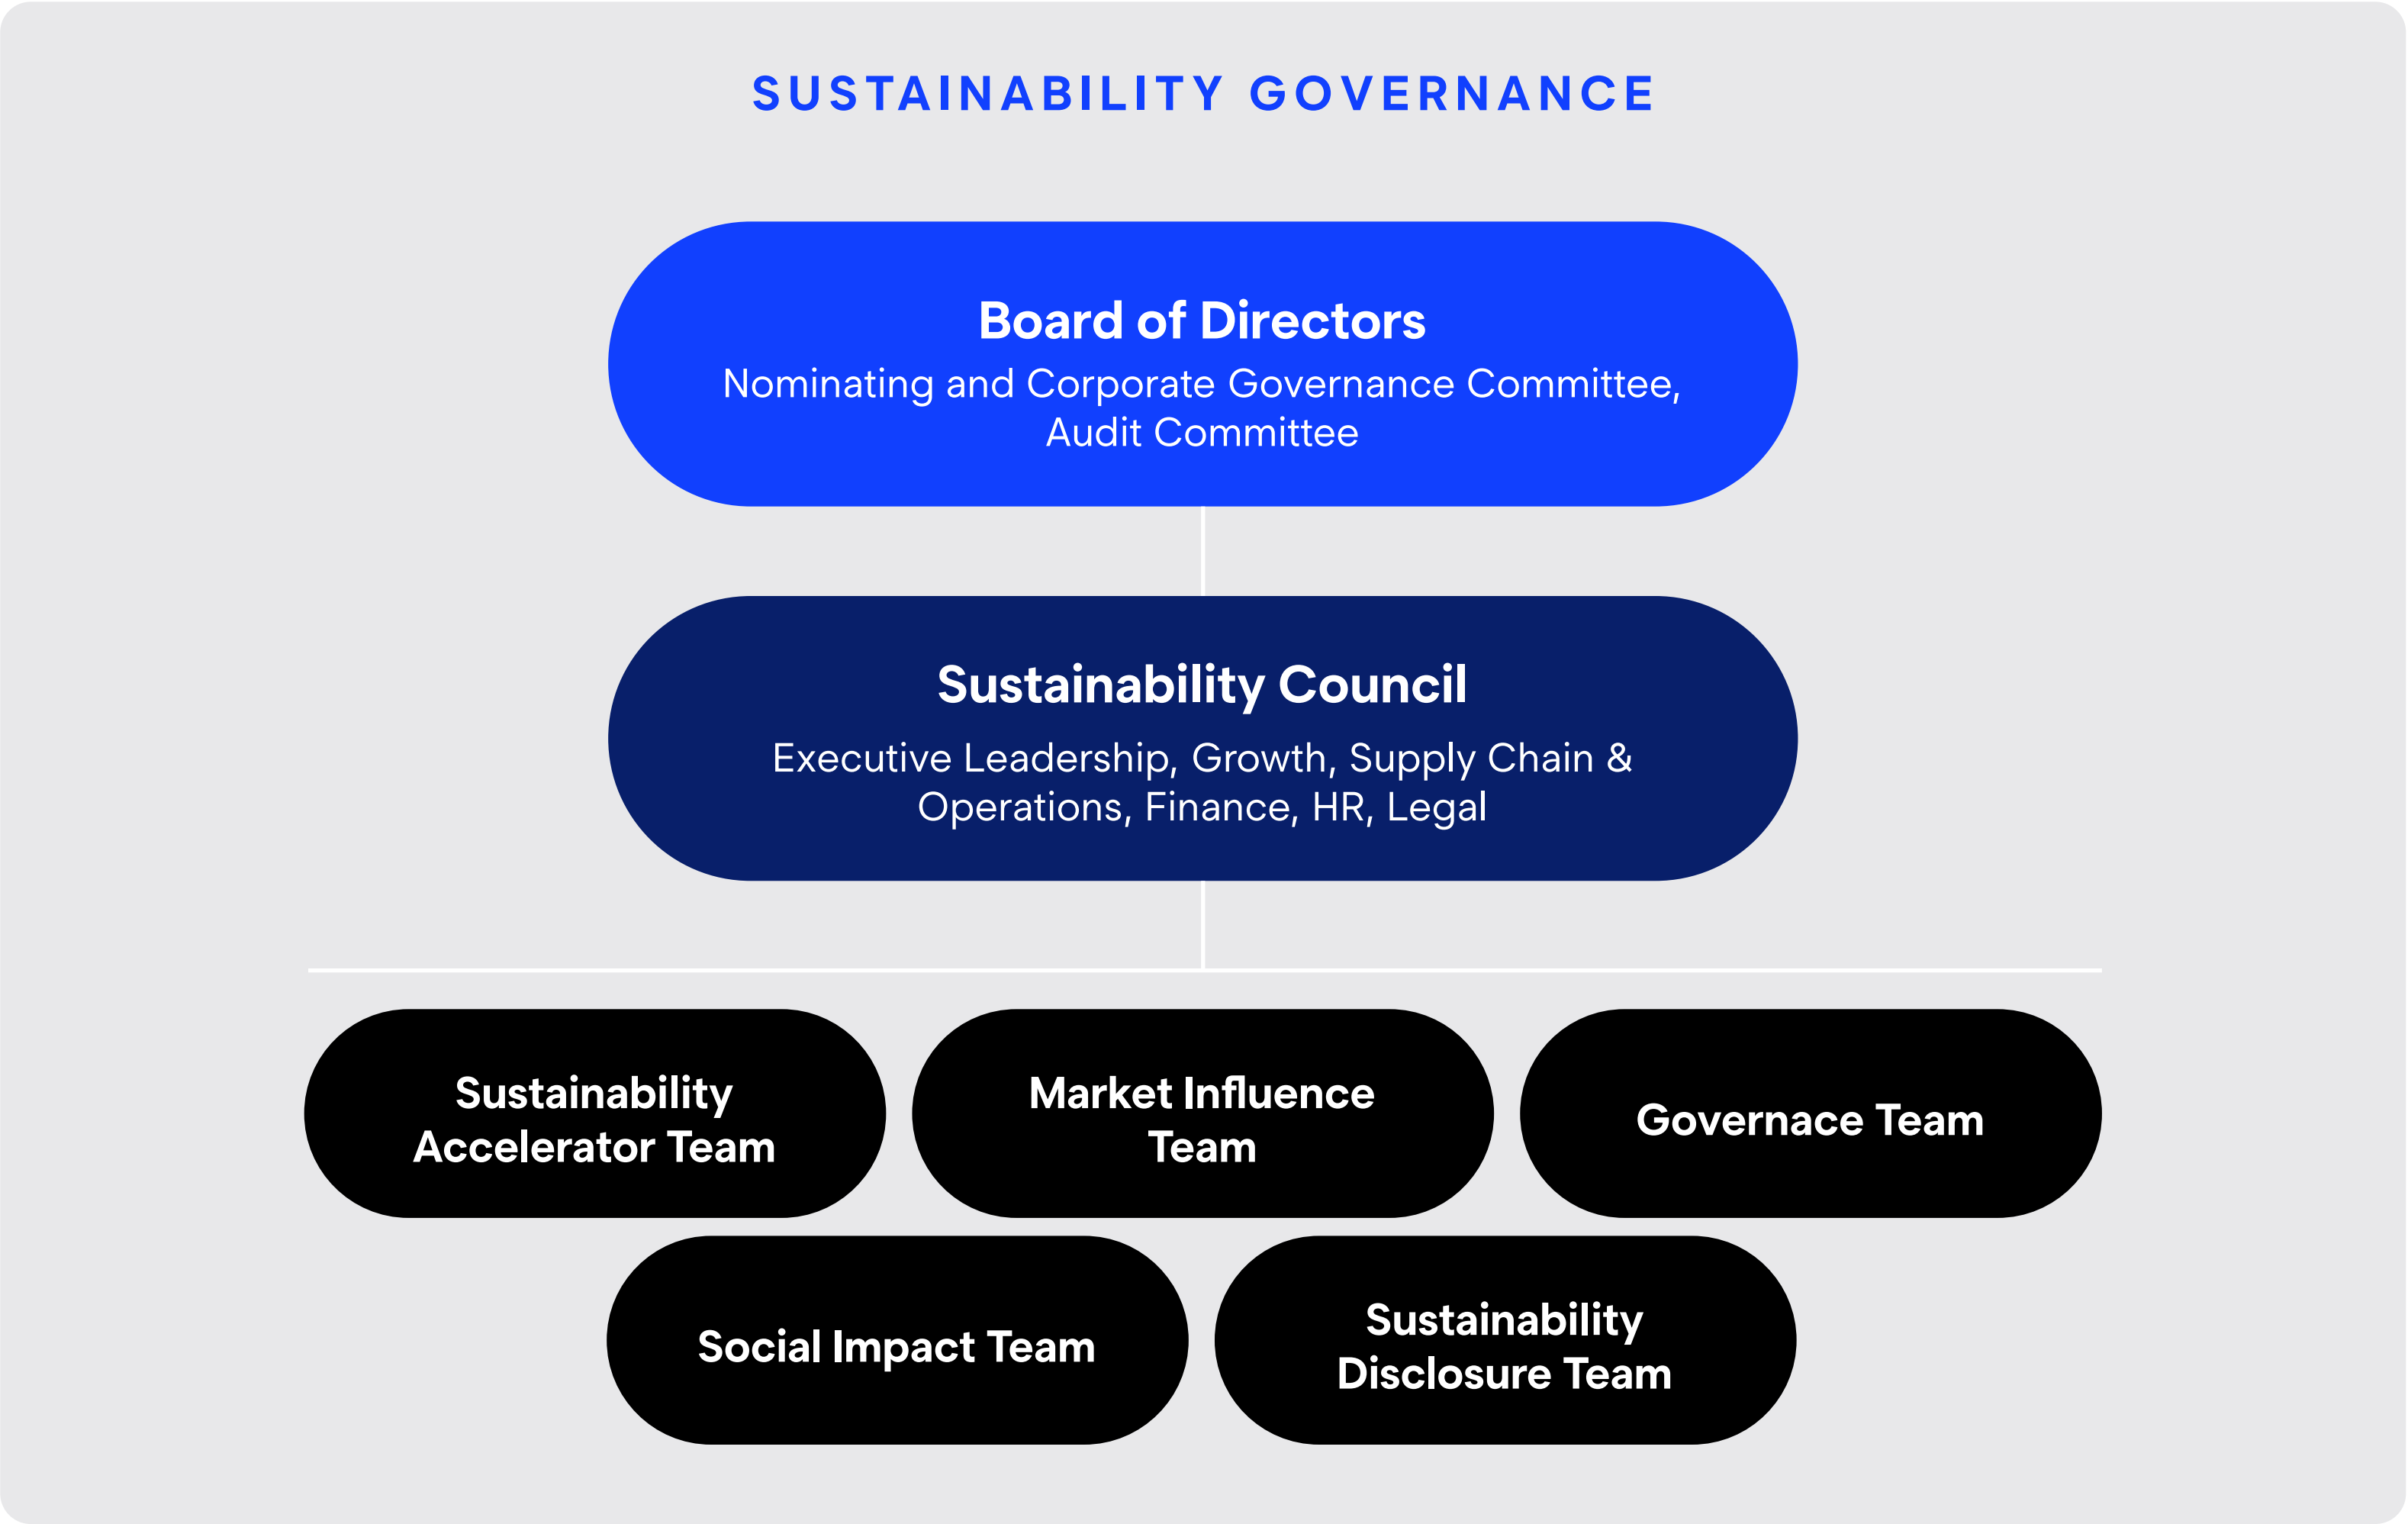 SUSTAINABILITY GOVERNANCE
Board of Directors
Nominating and Corporate Governance Committee,
Audit Committee
Sustainability Council
Executive Leadership, Growth, Supply Chain &
Operations, Finance, HR, Legal
Sustainability
Accelerator Team
Market Influence
Team
Governace Team
Social Impact Team
Sustainability
Disclosure Team